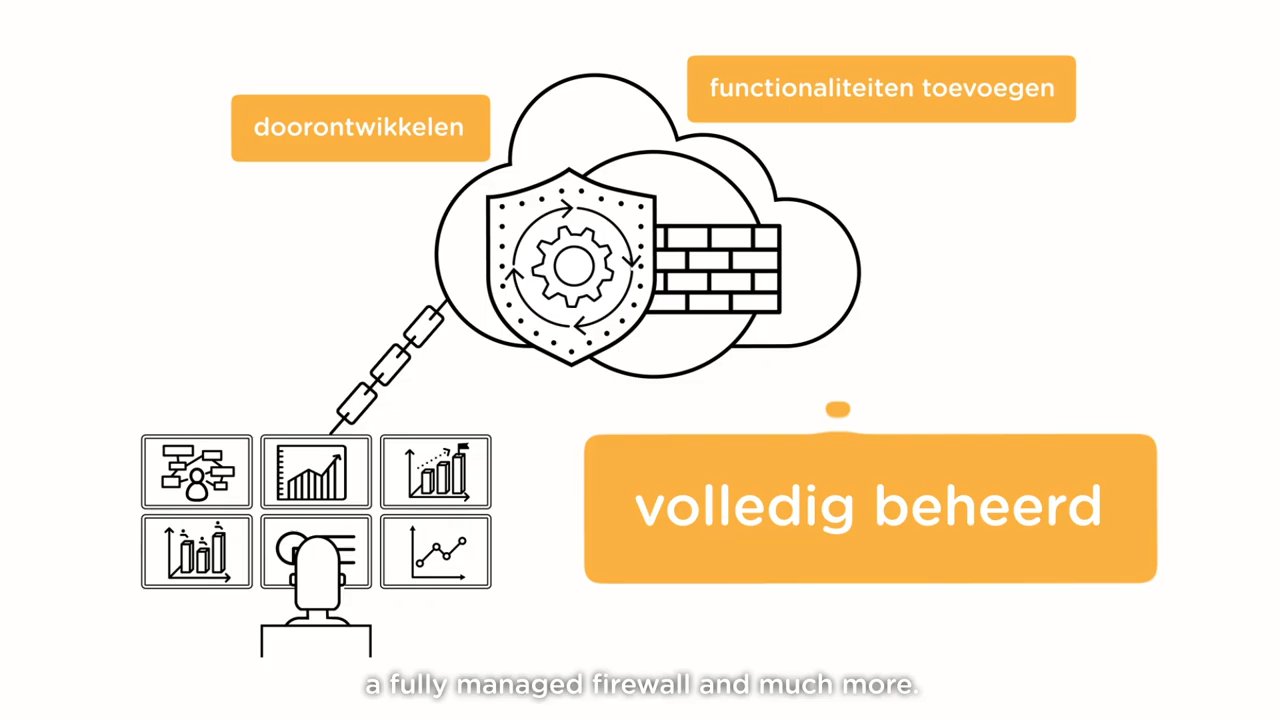 functionaliteiten toevoegen
doorontwikkelen
volledig beheerd
a fully managed firewall and much more.